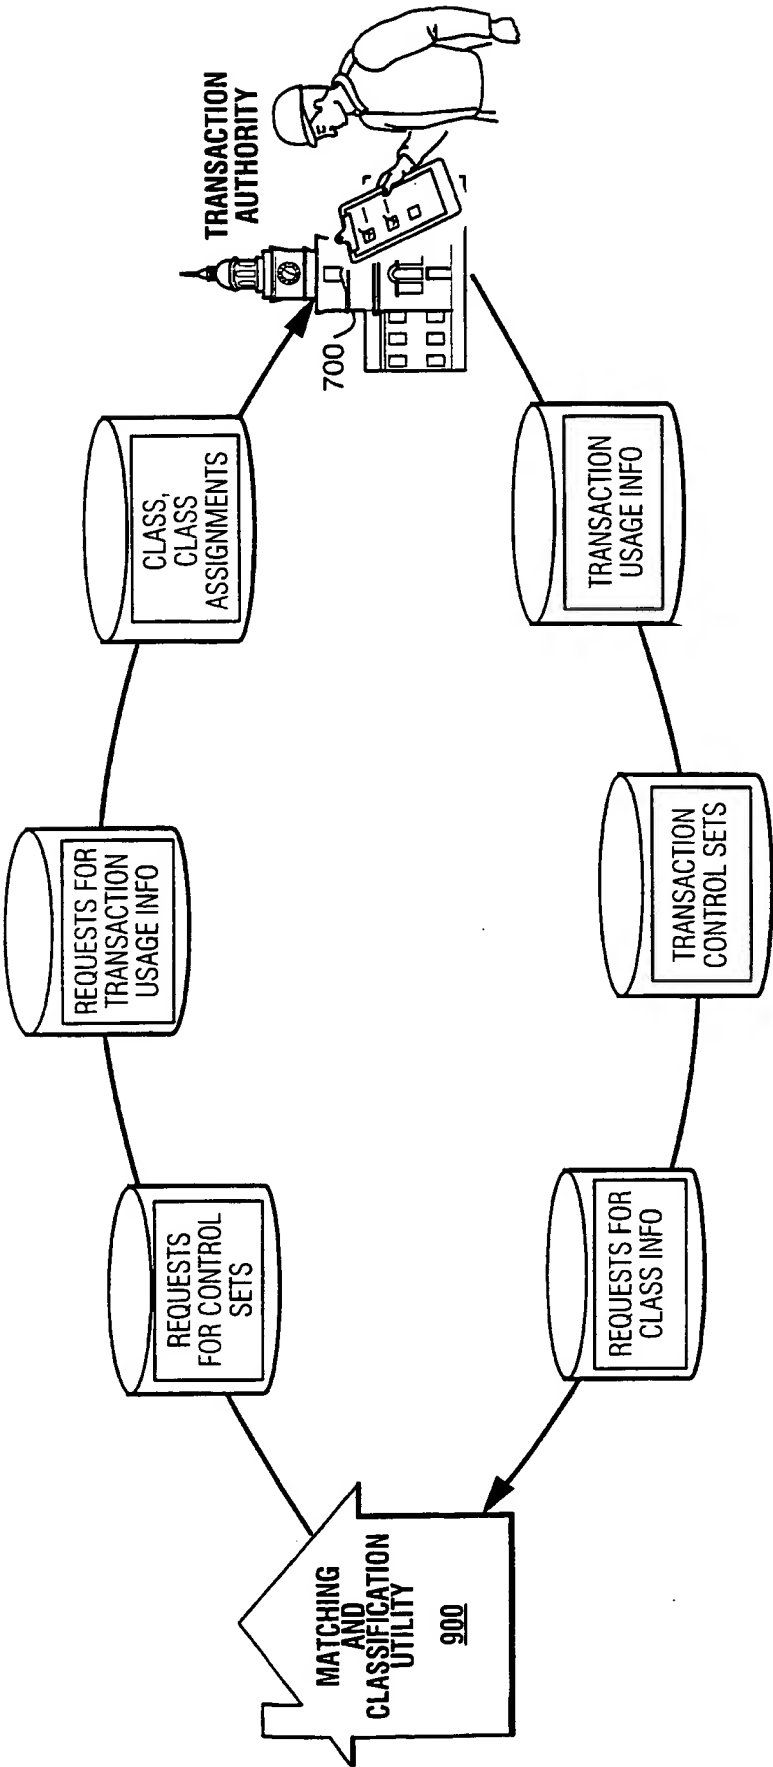 TRANSACTION
AUTHORITY
700
CLASS,
CLASS
ASSIGNMENTS
REQUESTS FOR
TRANSACTION
USAGE INFO
REQUESTS
FOR CONTROL
SETS
MATCHING
AND
CLASSIFICATION
UTILITY
900
REQUESTS FOR
CLASS INFO
TRANSACTION
CONTROL SETS
TRANSACTION
USAGE INFO